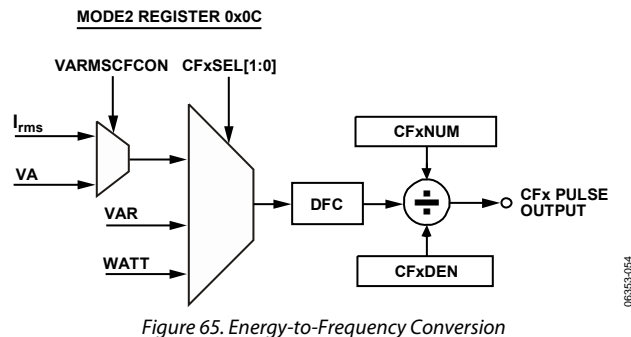 MODE2 REGISTER 0x0C
VARMSCFCON CFxSEL[1:0]
Irms
VA
VAR
WATT
DFC
CFxNUM
÷
CFxDEN
CFx PULSE
OUTPUT
06353-054
Figure 65. Energy-to-Frequency Conversion